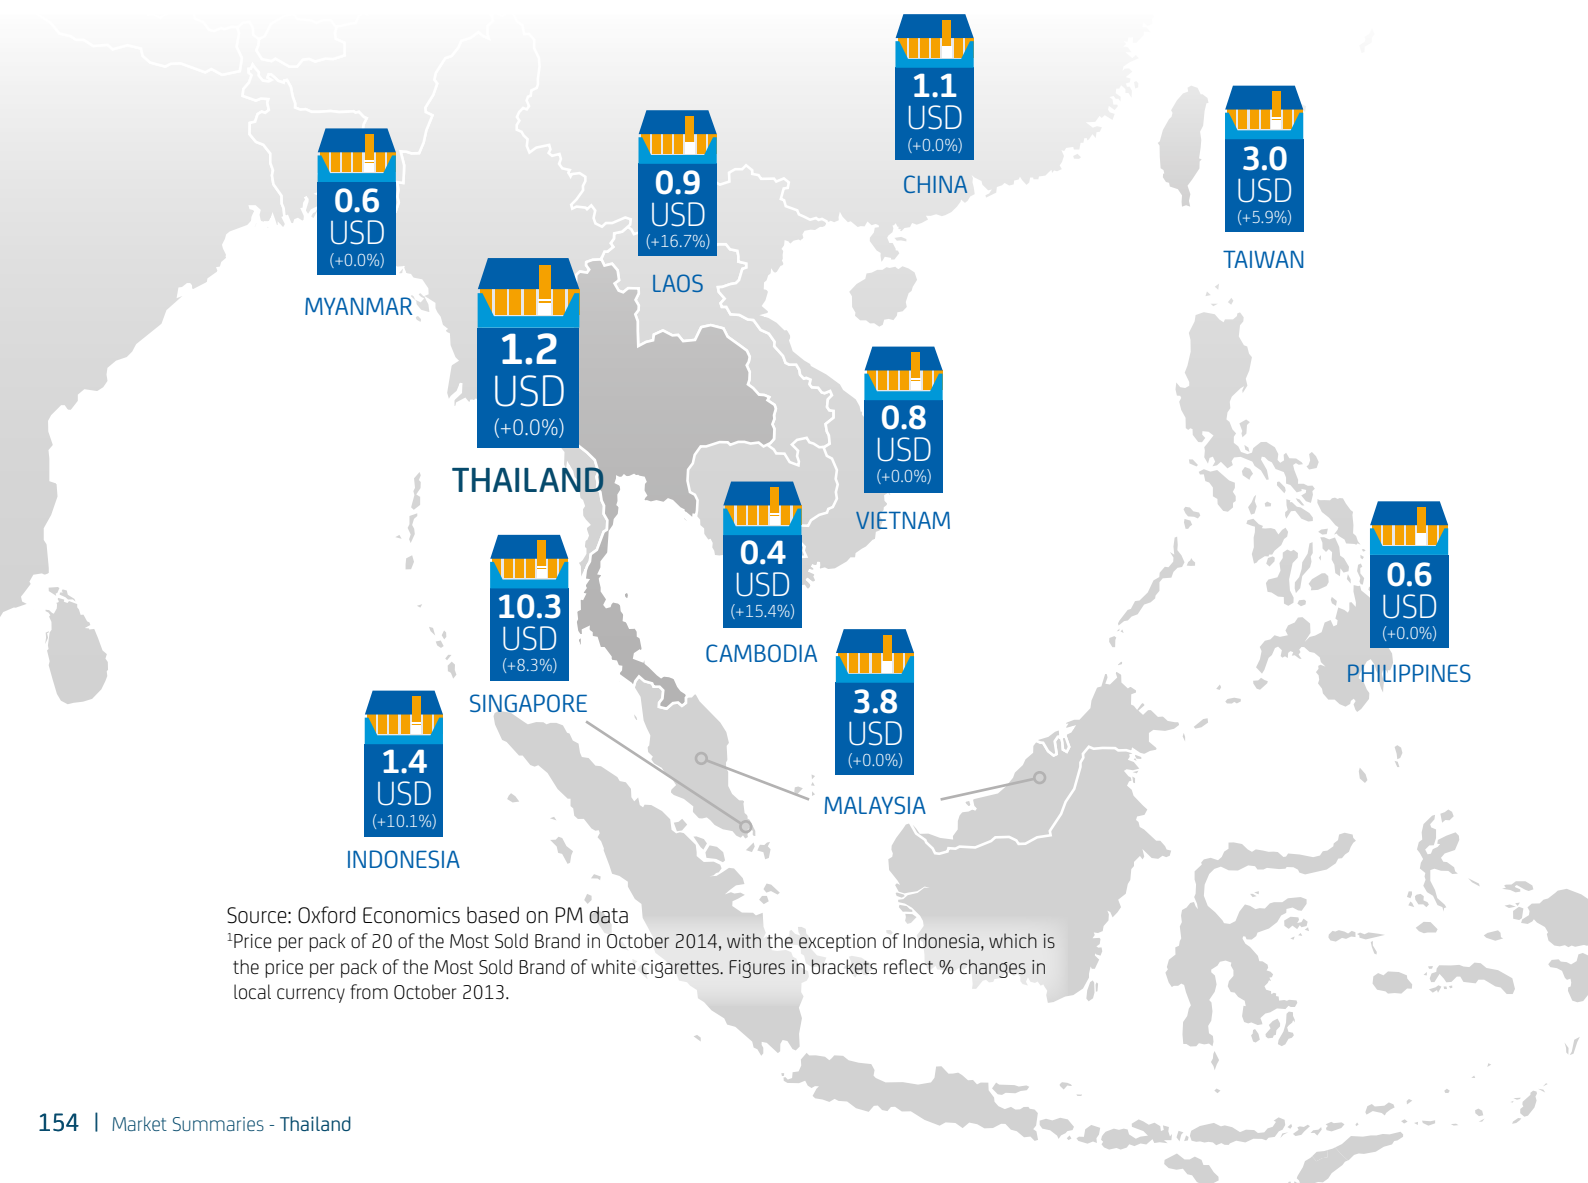 1.1
USD
(+0.0%)
CHINA
3.0
USD
(+5.9%)
TAIWAN
0.6
USD
(+0.0%)
MYANMAR
0.9
USD
(+16.7%)
LAOS
1.2
USD
(+0.0%)
THAILAND
0.8
USD
(+0.0%)
VIETNAM
0.4
USD
(+15.4%)
CAMBODIA
0.6
USD
(+0.0%)
PHILIPPINES
10.3
USD
(+8.3%)
SINGAPORE
3.8
USD
(+0.0%)
MALAYSIA
1.4
USD
(+10.1%)
INDONESIA
Source: Oxford Economics based on PM data
¹Price per pack of 20 of the Most Sold Brand in October 2014, with the exception of Indonesia, which is
the price per pack of the Most Sold Brand of white cigarettes. Figures in brackets reflect % changes in
local currency from October 2013.
154 | Market Summaries - Thailand